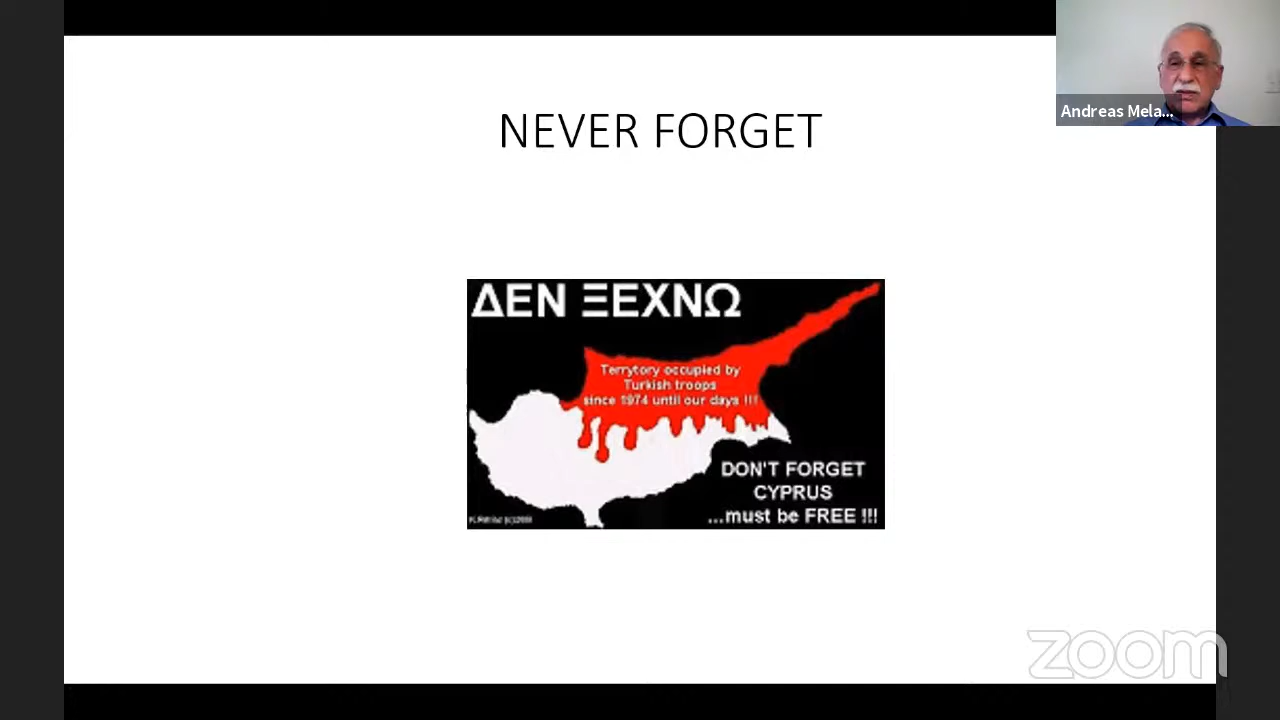 NEVER FORGET
Andreas Mela...
ΔΕΝ ΞΕΧΝΩ
Terrytory occupied by
Turkish troops
since 1974 until our days !!!
DON'T FORGET
CYPRUS
...must be FREE !!!
zoom